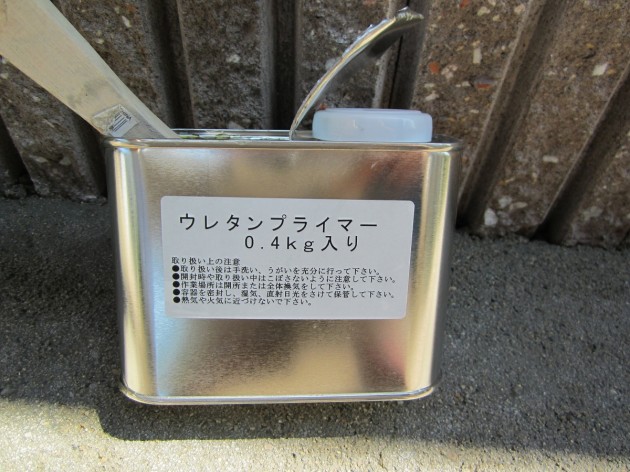 ウレタンプライマー
0.4kg入り
取り扱い上の注意
●取り扱い後は手洗い、うがいを充分に行って下さい。
●開封時や取り扱い中はこぼさないように注意して下さい。
●作業場所は開所または全体換気をして下さい。
●容器を密封し、湿気、直射日光をさけて保管して下さい。
●熱気や火気に近づけないで下さい。